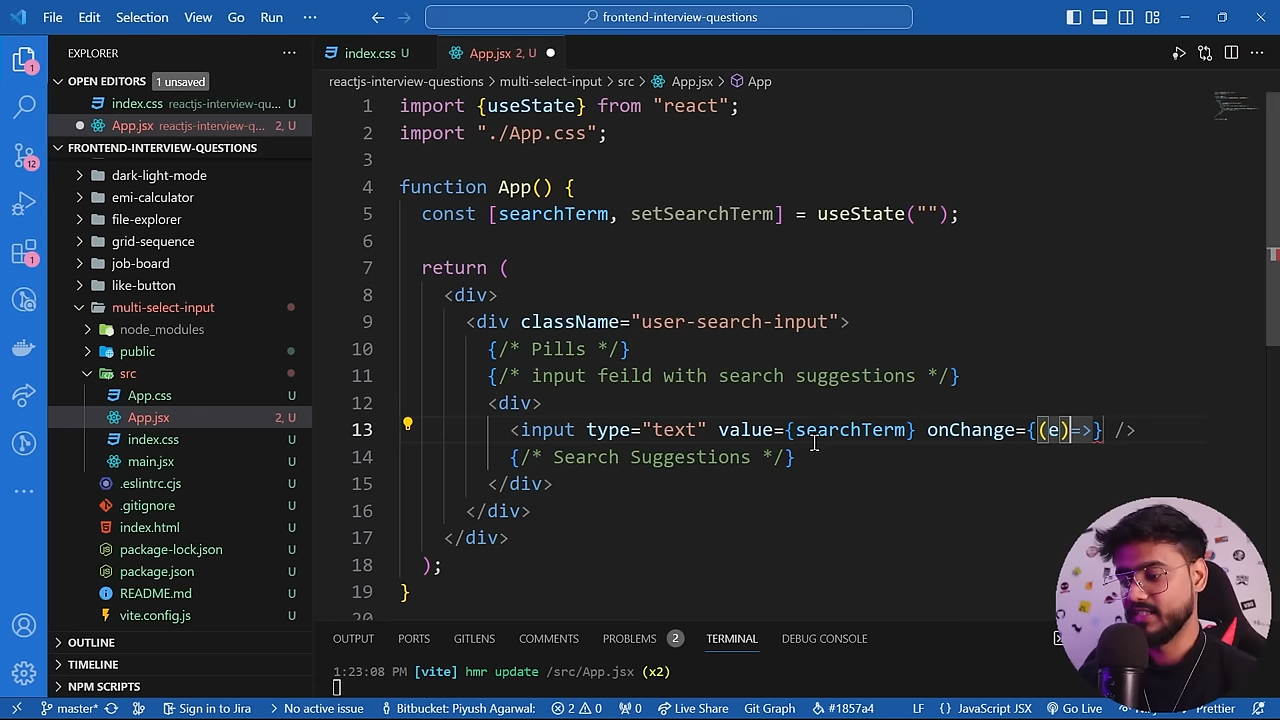 File Edit Selection View Go Run ··· frontend-interview-questions
EXPLORER ···
OPEN EDITORS 1 unsaved
index.css reactjs-interview-qu... U
App.jsx reactjs-interview-q... 2, U
FRONTEND-INTERVIEW-QUESTIONS
dark-light-mode
emi-calculator
file-explorer
grid-sequence
job-board
like-button
multi-select-input
node_modules
public
src
App.css U
App.jsx 2, U
index.css U
main.jsx U
.eslintrc.cjs U
.gitignore U
index.html U
package-lock.json U
package.json U
README.md U
vite.config.js U
OUTLINE
TIMELINE
NPM SCRIPTS
1
12
1
index.css U App.jsx 2, U
reactjs-interview-questions > multi-select-input > src > App.jsx > App
1 import {useState} from "react";
2 import "./App.css";
3
4 function App() {
5 const [searchTerm, setSearchTerm] = useState("");
6
7 return (
8 <div>
9 <div className="user-search-input">
10 {/* Pills */}
11 {/* input feild with search suggestions */}
12 <div>
13 <input type="text" value={searchTerm} onChange={(e)=>} />
14 {/* Search Suggestions */}
15 </div>
16 </div>
17 </div>
18 );
19 }
20
OUTPUT PORTS GITLENS COMMENTS PROBLEMS 2 TERMINAL DEBUG CONSOLE
1:23:08 PM [vite] hmr update /src/App.jsx (x2)
master* Sign in to Jira No active issue Bitbucket: Piyush Agarwal: 2 0 0 Live Share Git Graph #1857a4 LF {} JavaScript JSX Go Live Prettier